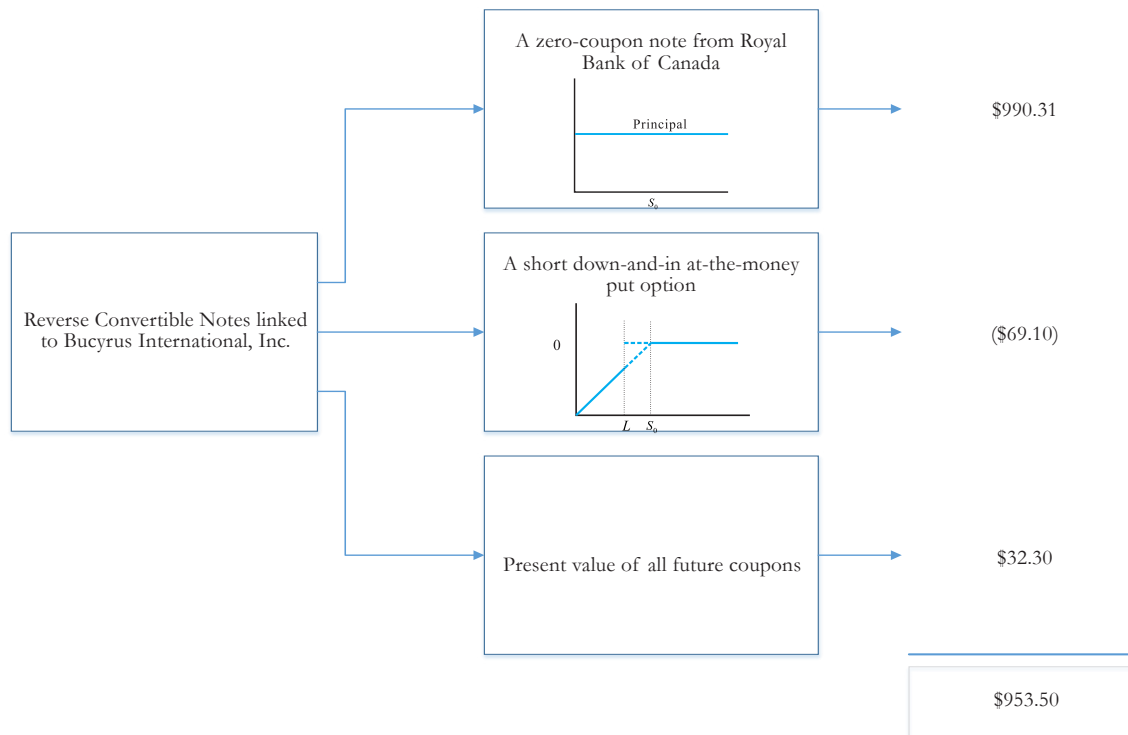 A zero-coupon note from Royal
Bank of Canada
Principal
S₀
$990.31
Reverse Convertible Notes linked
to Bucyrus International, Inc.
A short down-and-in at-the-money
put option
0
L S₀
($69.10)
Present value of all future coupons
$32.30
$953.50